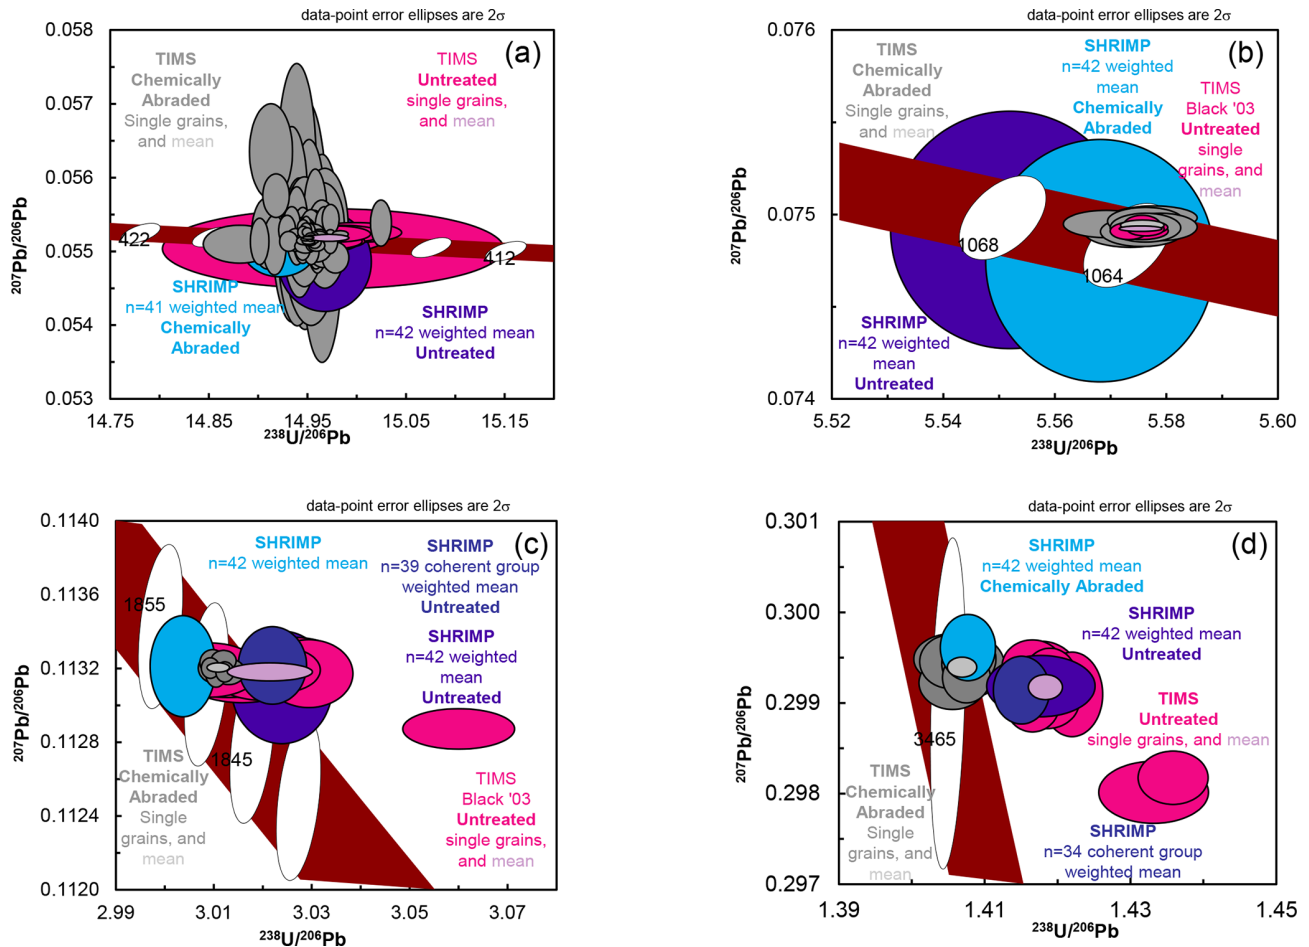 data-point error ellipses are 2σ
(a)
0.058
0.057
0.056
0.055
0.054
0.053
²⁰⁷Pb/²⁰⁶Pb
TIMS
Chemically
Abraded
Single grains,
and mean
TIMS
Untreated
single grains,
and mean
422
412
SHRIMP
n=41 weighted mean
Chemically
Abraded
SHRIMP
n=42 weighted mean
Untreated
14.75
14.85
14.95
15.05
15.15
²³⁸U/²⁰⁶Pb
data-point error ellipses are 2σ
(b)
0.076
0.075
0.074
²⁰⁷Pb/²⁰⁶Pb
TIMS
Chemically
Abraded
Single grains,
and mean
SHRIMP
n=42 weighted
mean
Chemically
Abraded
TIMS
Black '03
Untreated
single
grains, and
mean
1068
1064
SHRIMP
n=42 weighted
mean
Untreated
5.52
5.54
5.56
5.58
5.60
²³⁸U/²⁰⁶Pb
data-point error ellipses are 2σ
(c)
0.1140
0.1136
0.1132
0.1128
0.1124
0.1120
²⁰⁷Pb/²⁰⁶Pb
SHRIMP
n=42 weighted mean
SHRIMP
n=39 coherent group
weighted mean
Untreated
SHRIMP
n=42 weighted
mean
Untreated
1855
1845
TIMS
Chemically
Abraded
Single
grains, and
mean
TIMS
Black '03
Untreated
single grains,
and mean
2.99
3.01
3.03
3.05
3.07
²³⁸U/²⁰⁶Pb
data-point error ellipses are 2σ
(d)
0.301
0.300
0.299
0.298
0.297
²⁰⁷Pb/²⁰⁶Pb
SHRIMP
n=42 weighted mean
Chemically Abraded
SHRIMP
n=42 weighted mean
Untreated
TIMS
Untreated
single grains, and mean
3465
TIMS
Chemically
Abraded
Single
grains, and
mean
SHRIMP
n=34 coherent group
weighted mean
1.39
1.41
1.43
1.45
²³⁸U/²⁰⁶Pb